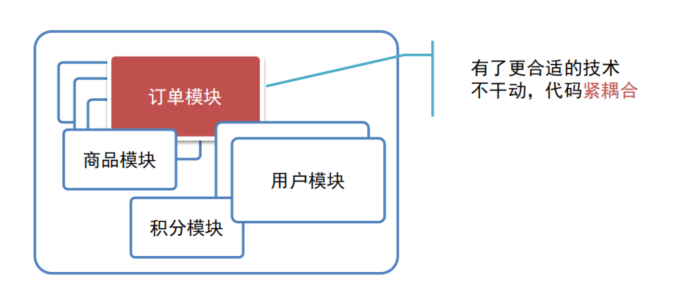 订单模块
有了更合适的技术
不干动，代码紧耦合
商品模块
用户模块
积分模块